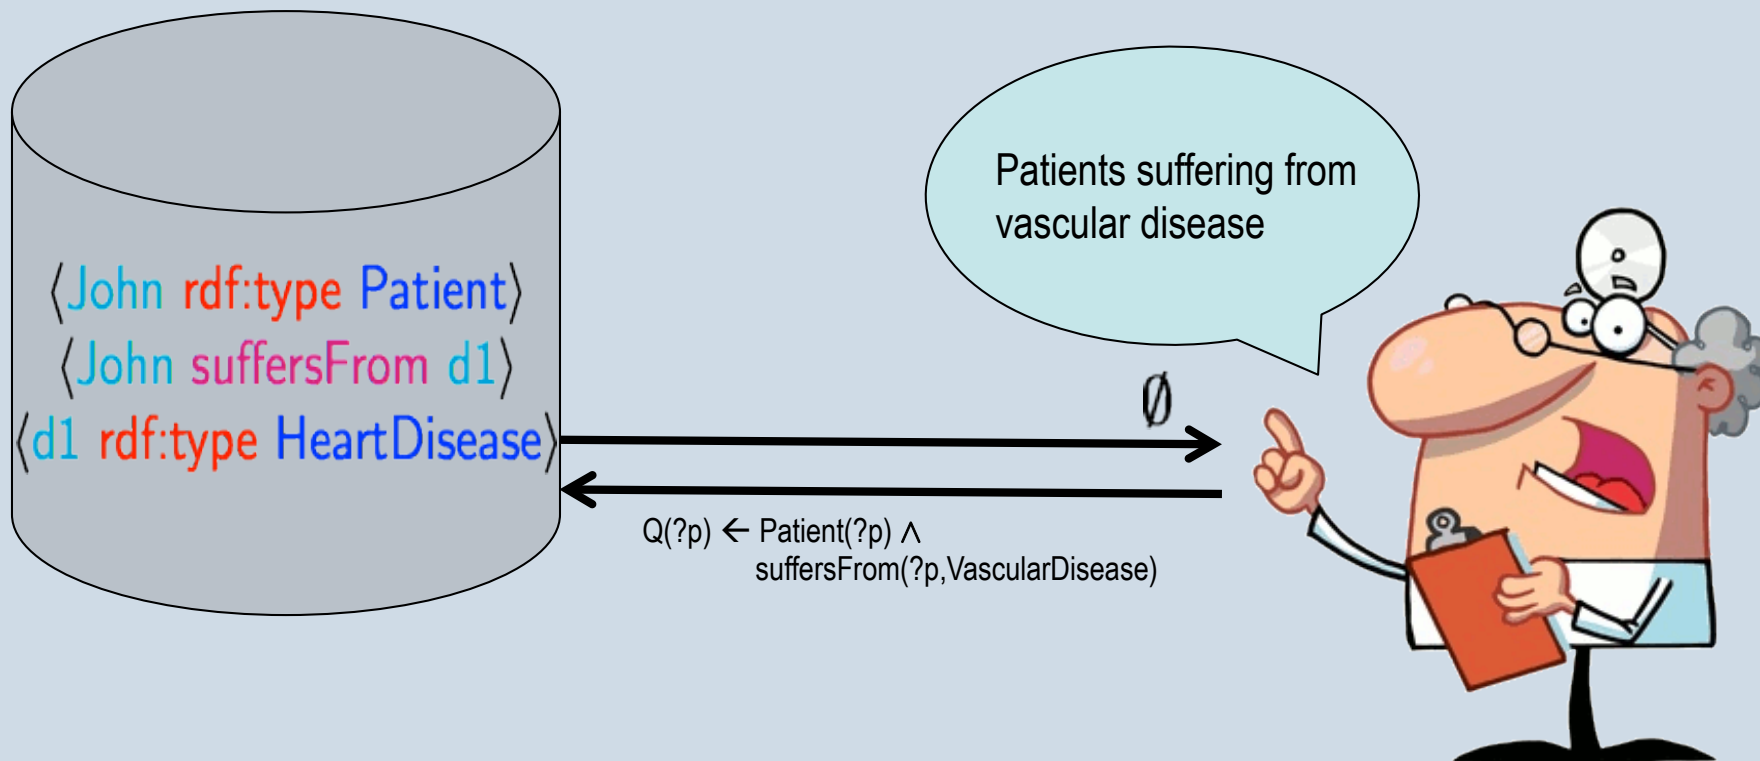 ⟨John rdf:type Patient⟩
⟨John suffersFrom d1⟩
⟨d1 rdf:type HeartDisease⟩
Patients suffering from
vascular disease
∅
Q(?p) ← Patient(?p) ∧
suffersFrom(?p,VascularDisease)